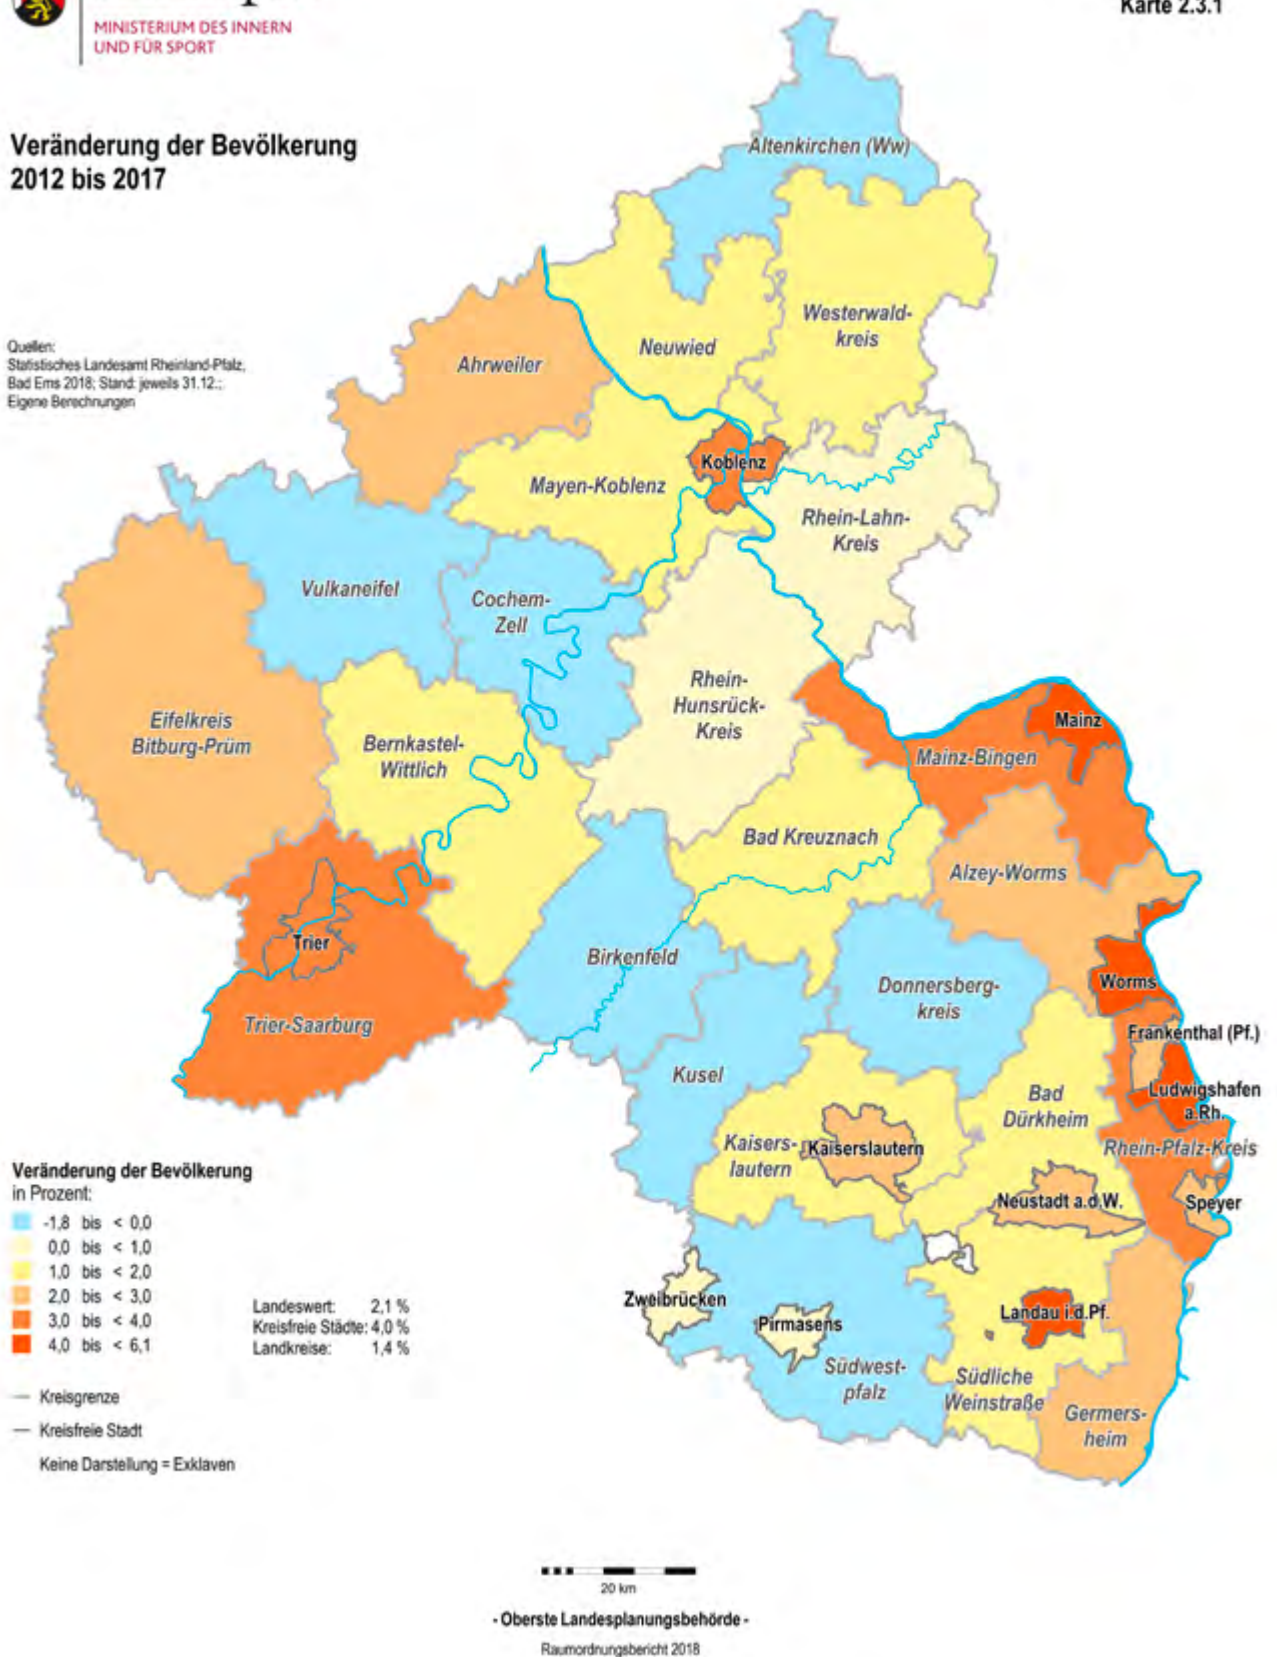 MINISTERIUM DES INNERN
UND FÜR SPORT
Karte 2.3.1
Veränderung der Bevölkerung
2012 bis 2017
Quellen:
Statistisches Landesamt Rheinland-Pfalz,
Bad Ems 2018; Stand: jeweils 31.12.;
Eigene Berechnungen
Altenkirchen (Ww)
Westerwald-
kreis
Neuwied
Ahrweiler
Koblenz
Mayen-Koblenz
Rhein-Lahn-
Kreis
Vulkaneifel
Cochem-
Zell
Rhein-
Hunsrück-
Kreis
Eifelkreis
Bitburg-Prüm
Bernkastel-
Wittlich
Mainz
Mainz-Bingen
Bad Kreuznach
Alzey-Worms
Trier
Birkenfeld
Worms
Donnersberg-
kreis
Trier-Saarburg
Frankenthal (Pf.)
Kusel
Ludwigshafen
a.Rh.
Bad
Dürkheim
Kaisers-
lautern
Kaiserslautern
Rhein-Pfalz-Kreis
Neustadt a.d.W.
Speyer
Zweibrücken
Pirmasens
Landau i.d.Pf.
Südwest-
pfalz
Südliche
Weinstraße
Germers-
heim
Veränderung der Bevölkerung
in Prozent:
-1,8 bis < 0,0
0,0 bis < 1,0
1,0 bis < 2,0
2,0 bis < 3,0
3,0 bis < 4,0
4,0 bis < 6,1
Landeswert: 2,1 %
Kreisfreie Städte: 4,0 %
Landkreise: 1,4 %
Kreisgrenze
Kreisfreie Stadt
Keine Darstellung = Exklaven
20 km
- Oberste Landesplanungsbehörde -
Raumordnungsbericht 2018